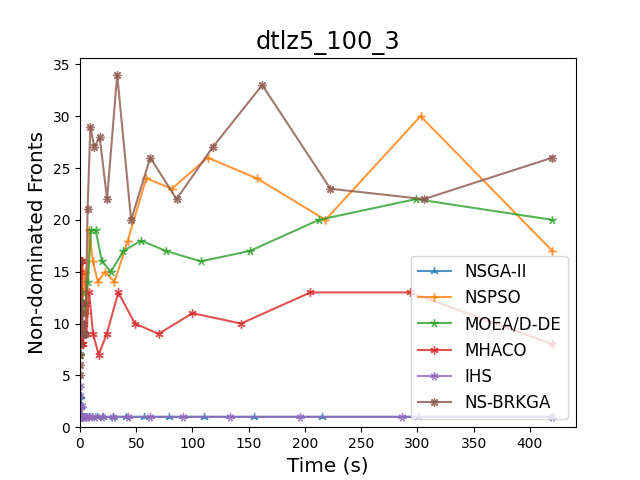 dtlz5_100_3
Non-dominated Fronts
35
30
25
20
15
10
5
0
0 50 100 150 200 250 300 350 400
Time (s)
NSGA-II
NSPSO
MOEA/D-DE
MHACO
IHS
NS-BRKGA